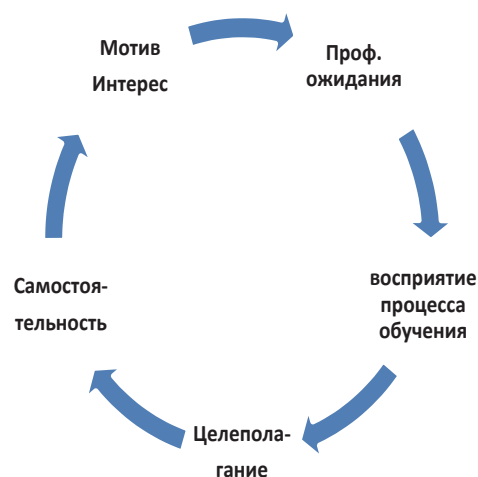 Мотив
Интерес
Проф.
ожидания
восприятие
процесса
обучения
Целепола-
гание
Самостоя-
тельность